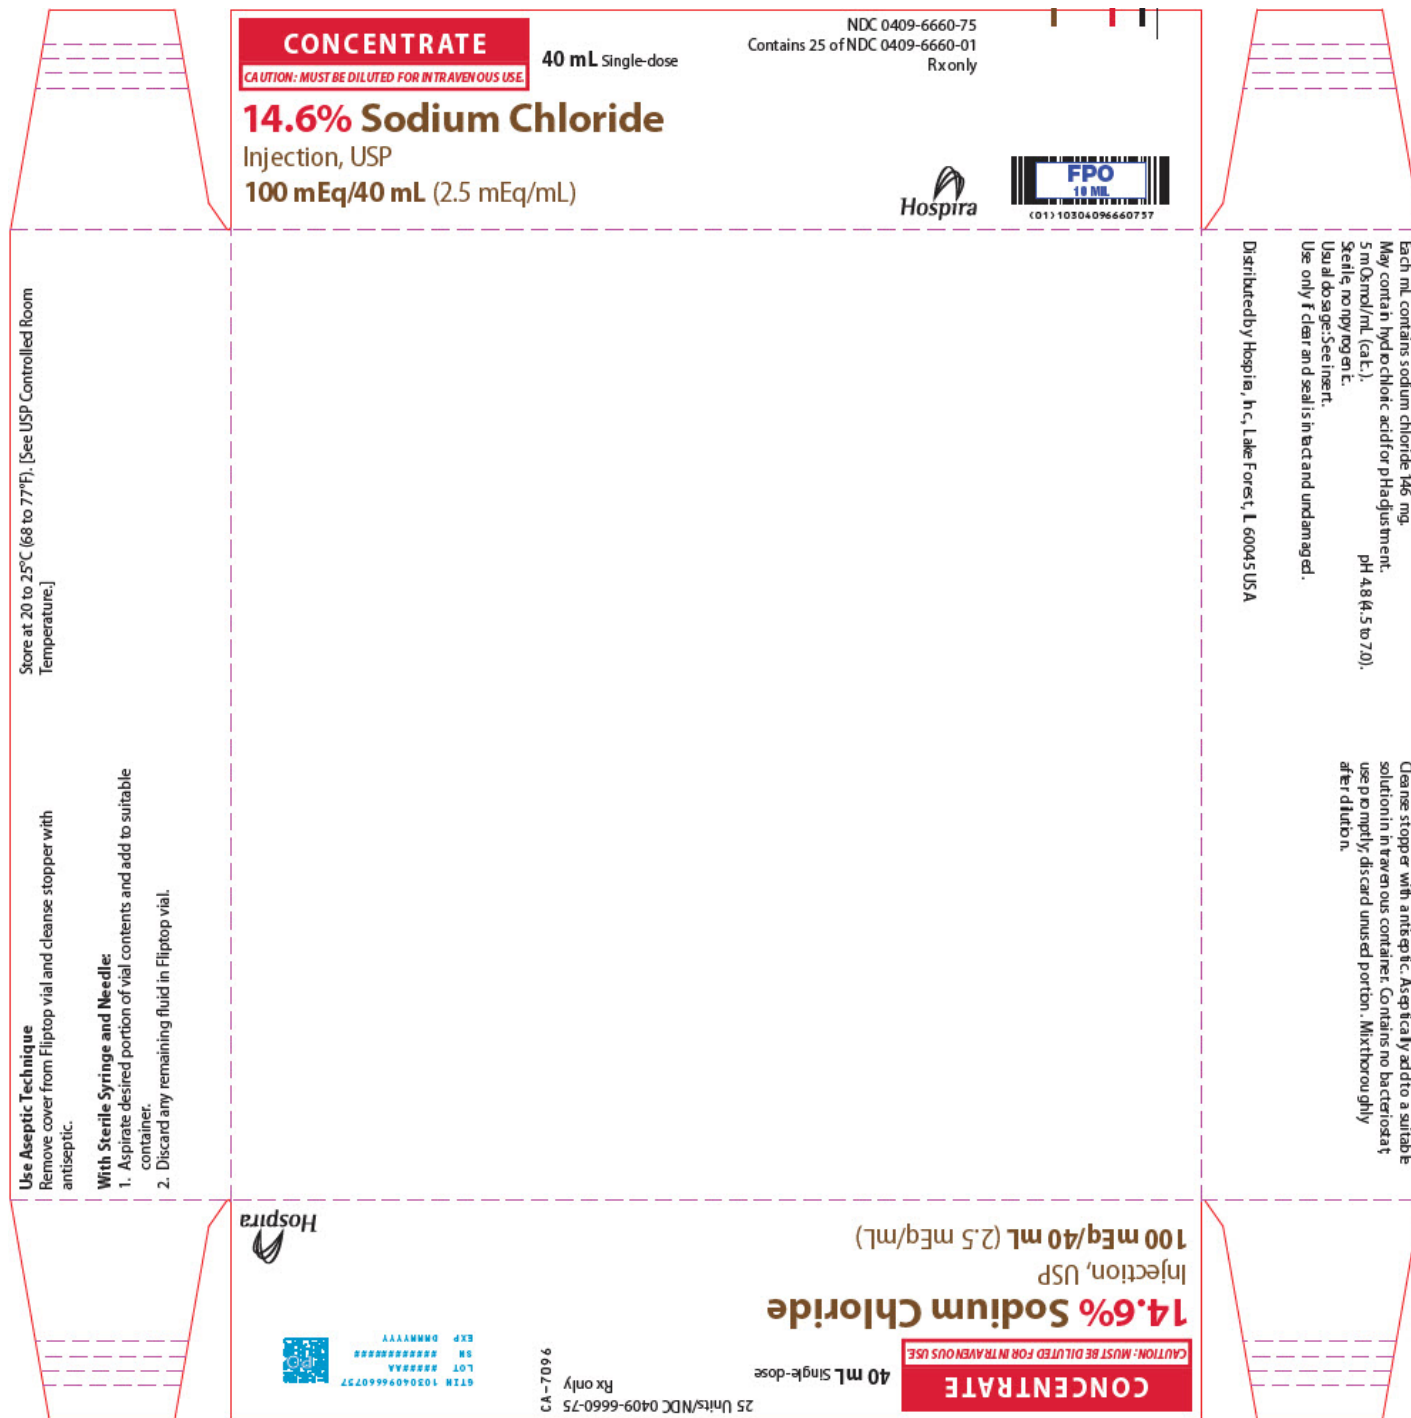 CONCENTRATE
CAUTION: MUST BE DILUTED FOR INTRAVENOUS USE.
40 mL Single-dose
NDC 0409-6660-75
Contains 25 of NDC 0409-6660-01
Rx only
14.6% Sodium Chloride
Injection, USP
100 mEq/40 mL (2.5 mEq/mL)
Hospira
FPO
10 MIL
(01)10304096660757
Store at 20 to 25°C (68 to 77°F). [See USP Controlled Room
Temperature.]
Use Aseptic Technique
Remove cover from Fliptop vial and cleanse stopper with
antiseptic.
With Sterile Syringe and Needle:
1. Aspirate desired portion of vial contents and add to suitable
container.
2. Discard any remaining fluid in Fliptop vial.
Each mL contains sodium chloride 146 mg.
May contain hydrochloric acid for pH adjustment.
5 mOsmol/mL (calc.). pH 4.8 (4.5 to 7.0).
Sterile, nonpyrogenic.
Usual dosage: See insert.
Use only if clear and seal is intact and undamaged.
Distributed by Hospira, Inc., Lake Forest, IL 60045 USA
Cleanse stopper with antiseptic. Aseptically add to a suitable
solution in intravenous container. Contains no bacteriostat;
use promptly; discard unused portion. Mix thoroughly
after dilution.
CONCENTRATE
CAUTION: MUST BE DILUTED FOR INTRAVENOUS USE.
40 mL Single-dose
25 Units/NDC 0409-6660-75
Rx only
CA-7096
GTIN 10304096660757
LOT #######AA
SN #############
EXP DMMMYYYY
FPO
14.6% Sodium Chloride
Injection, USP
100 mEq/40 mL (2.5 mEq/mL)
Hospira